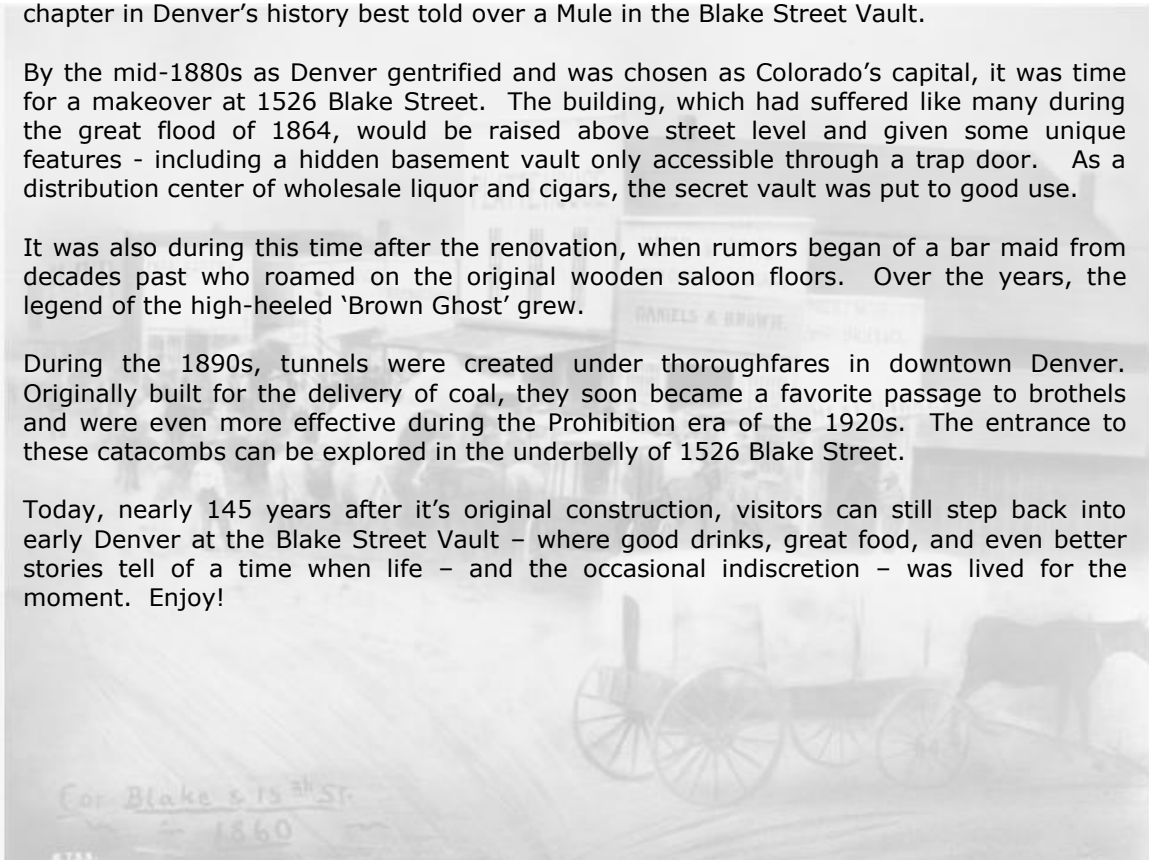 chapter in Denver’s history best told over a Mule in the Blake Street Vault.
By the mid-1880s as Denver gentrified and was chosen as Colorado’s capital, it was time
for a makeover at 1526 Blake Street. The building, which had suffered like many during
the great flood of 1864, would be raised above street level and given some unique
features - including a hidden basement vault only accessible through a trap door. As a
distribution center of wholesale liquor and cigars, the secret vault was put to good use.
It was also during this time after the renovation, when rumors began of a bar maid from
decades past who roamed on the original wooden saloon floors. Over the years, the
legend of the high-heeled ‘Brown Ghost’ grew.
DANIELS & BROWN.
During the 1890s, tunnels were created under thoroughfares in downtown Denver.
Originally built for the delivery of coal, they soon became a favorite passage to brothels
and were even more effective during the Prohibition era of the 1920s. The entrance to
these catacombs can be explored in the underbelly of 1526 Blake Street.
Today, nearly 145 years after it’s original construction, visitors can still step back into
early Denver at the Blake Street Vault – where good drinks, great food, and even better
stories tell of a time when life – and the occasional indiscretion – was lived for the
moment. Enjoy!
Cor Blake & 15th St.
1860